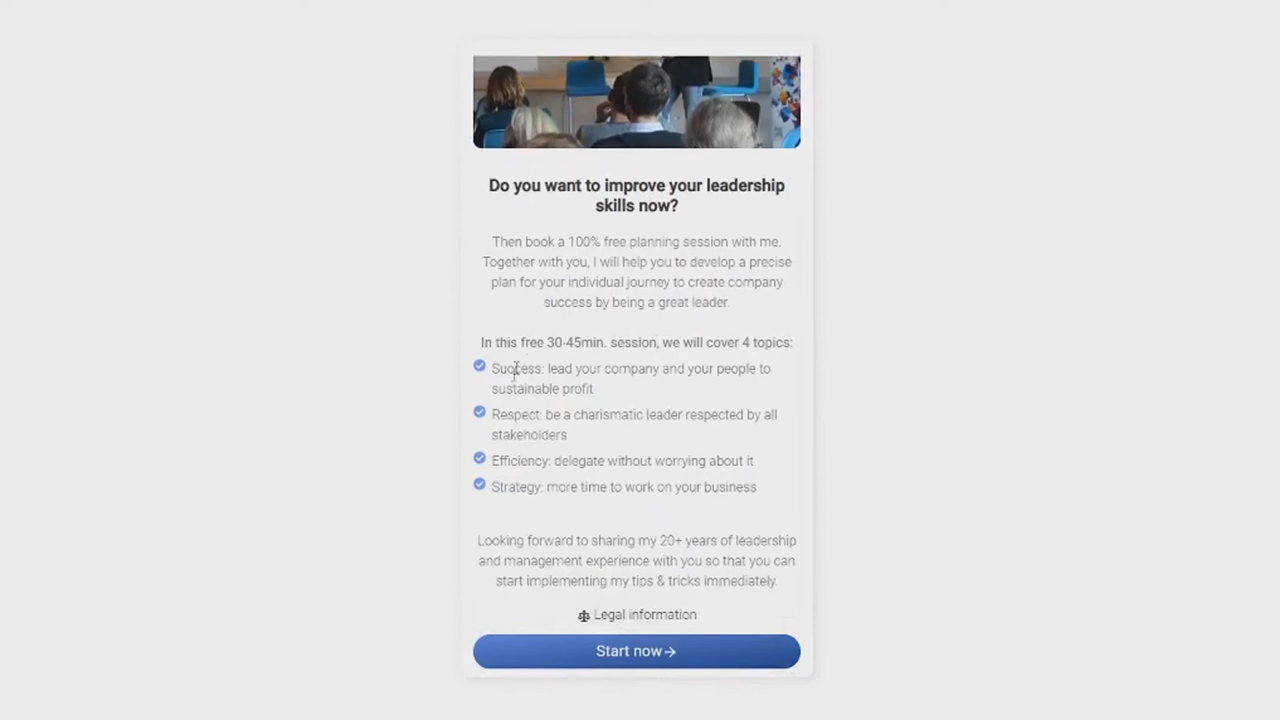 Do you want to improve your leadership
skills now?
Then book a 100% free planning session with me.
Together with you, I will help you to develop a precise
plan for your individual journey to create company
success by being a great leader.
In this free 30-45min. session, we will cover 4 topics:
Success: lead your company and your people to
sustainable profit
Respect: be a charismatic leader respected by all
stakeholders
Efficiency: delegate without worrying about it
Strategy: more time to work on your business
Looking forward to sharing my 20+ years of leadership
and management experience with you so that you can
start implementing my tips & tricks immediately.
Legal information
Start now→